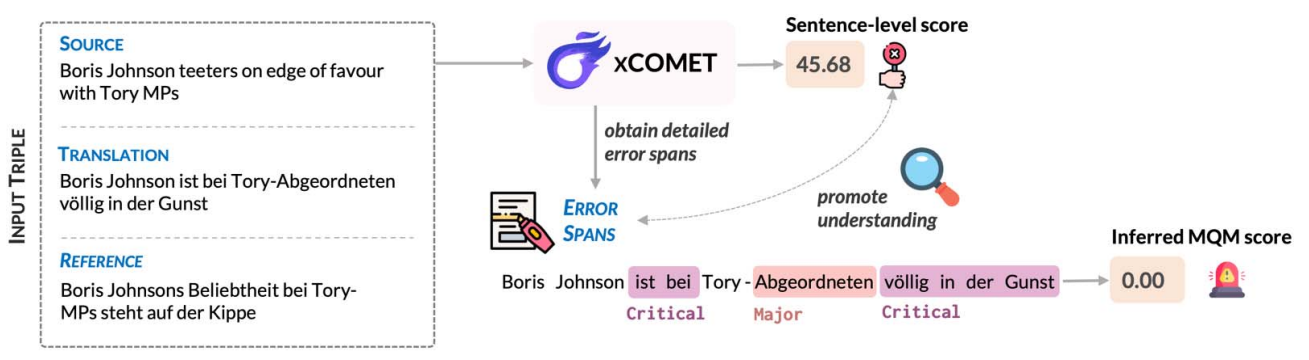 INPUT TRIPLE
SOURCE
Boris Johnson teeters on edge of favour
with Tory MPs
TRANSLATION
Boris Johnson ist bei Tory-Abgeordneten
völlig in der Gunst
REFERENCE
Boris Johnsons Beliebtheit bei Tory-
MPs steht auf der Kippe
xCOMET
Sentence-level score
45.68
obtain detailed
error spans
ERROR
SPANS
promote
understanding
Boris Johnson ist bei Tory - Abgeordneten völlig in der Gunst
Critical Major Critical
Inferred MQM score
0.00